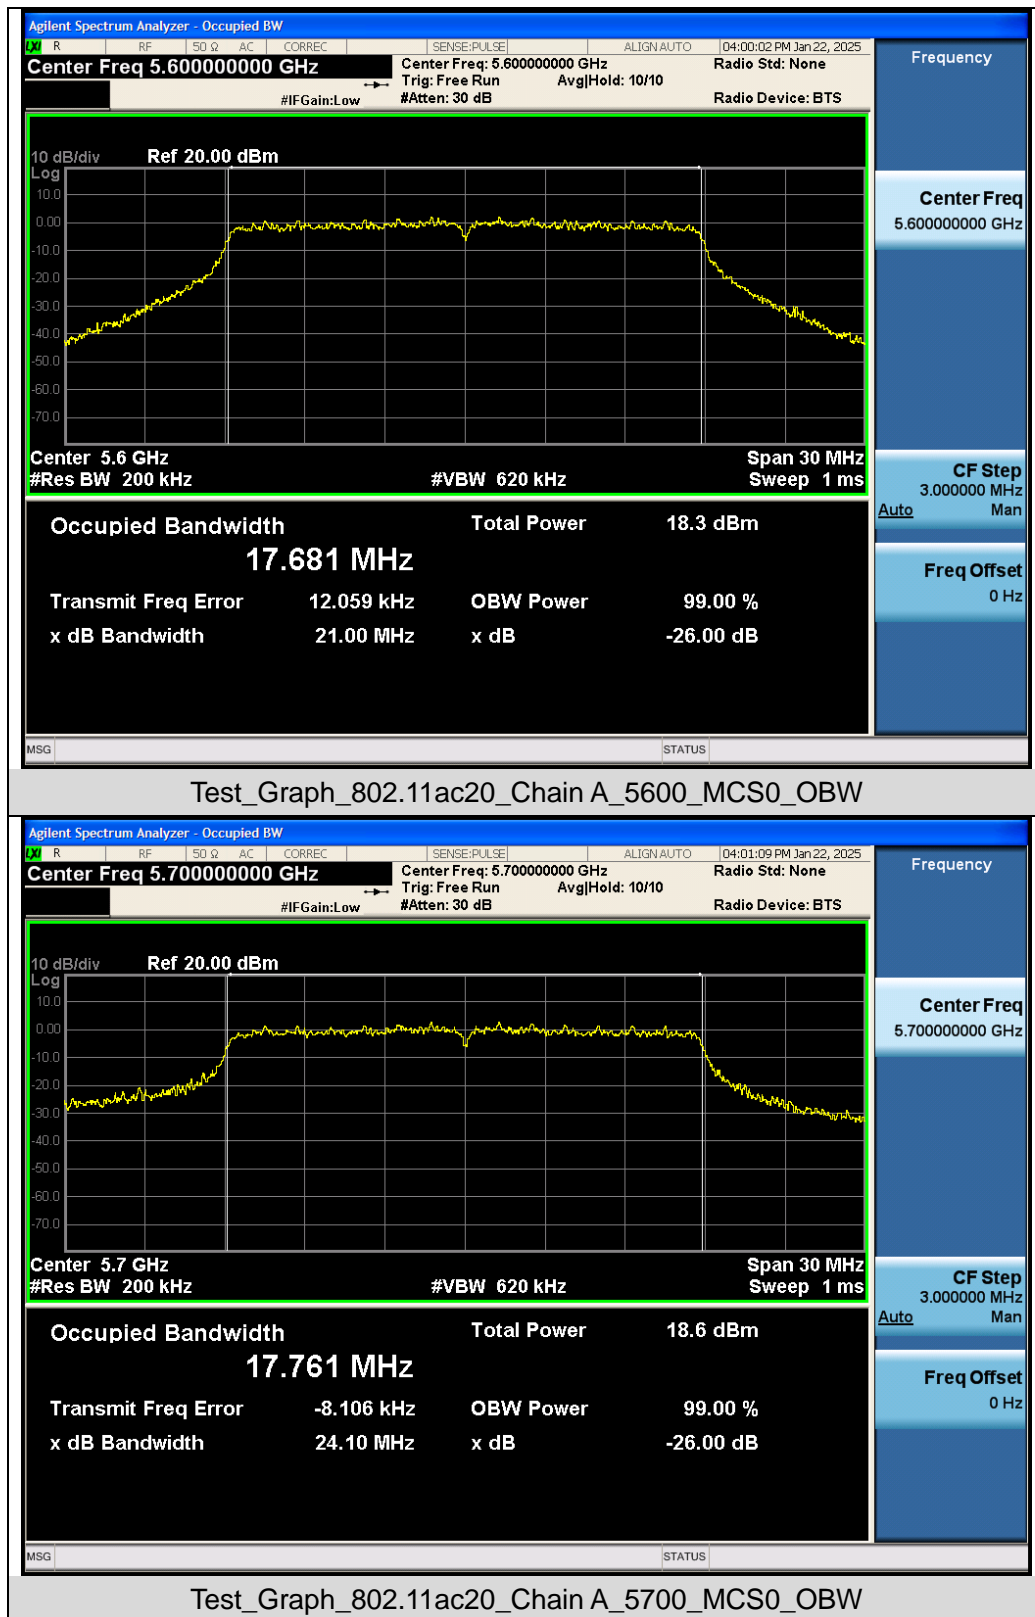 Agilent Spectrum Analyzer - Occupied BW
LXI R RF 50 Ω AC CORREC SENSE:PULSE ALIGN AUTO 04:00:02 PM Jan 22, 2025
Center Freq 5.600000000 GHz Center Freq: 5.600000000 GHz Radio Std: None
Trig: Free Run Avg|Hold: 10/10
#IFGain:Low #Atten: 30 dB Radio Device: BTS
Frequency
10 dB/div Ref 20.00 dBm
Log
10.0
0.00
-10.0
-20.0
-30.0
-40.0
-50.0
-60.0
-70.0
Center 5.6 GHz Span 30 MHz
#Res BW 200 kHz #VBW 620 kHz Sweep 1 ms
Center Freq
5.600000000 GHz
CF Step
3.000000 MHz
Auto Man
Freq Offset
0 Hz
Occupied Bandwidth Total Power 18.3 dBm
17.681 MHz
Transmit Freq Error 12.059 kHz OBW Power 99.00 %
x dB Bandwidth 21.00 MHz x dB -26.00 dB
MSG STATUS
Test_Graph_802.11ac20_Chain A_5600_MCS0_OBW
Agilent Spectrum Analyzer - Occupied BW
LXI R RF 50 Ω AC CORREC SENSE:PULSE ALIGN AUTO 04:01:09 PM Jan 22, 2025
Center Freq 5.700000000 GHz Center Freq: 5.700000000 GHz Radio Std: None
Trig: Free Run Avg|Hold: 10/10
#IFGain:Low #Atten: 30 dB Radio Device: BTS
Frequency
10 dB/div Ref 20.00 dBm
Log
10.0
0.00
-10.0
-20.0
-30.0
-40.0
-50.0
-60.0
-70.0
Center 5.7 GHz Span 30 MHz
#Res BW 200 kHz #VBW 620 kHz Sweep 1 ms
Center Freq
5.700000000 GHz
CF Step
3.000000 MHz
Auto Man
Freq Offset
0 Hz
Occupied Bandwidth Total Power 18.6 dBm
17.761 MHz
Transmit Freq Error -8.106 kHz OBW Power 99.00 %
x dB Bandwidth 24.10 MHz x dB -26.00 dB
MSG STATUS
Test_Graph_802.11ac20_Chain A_5700_MCS0_OBW